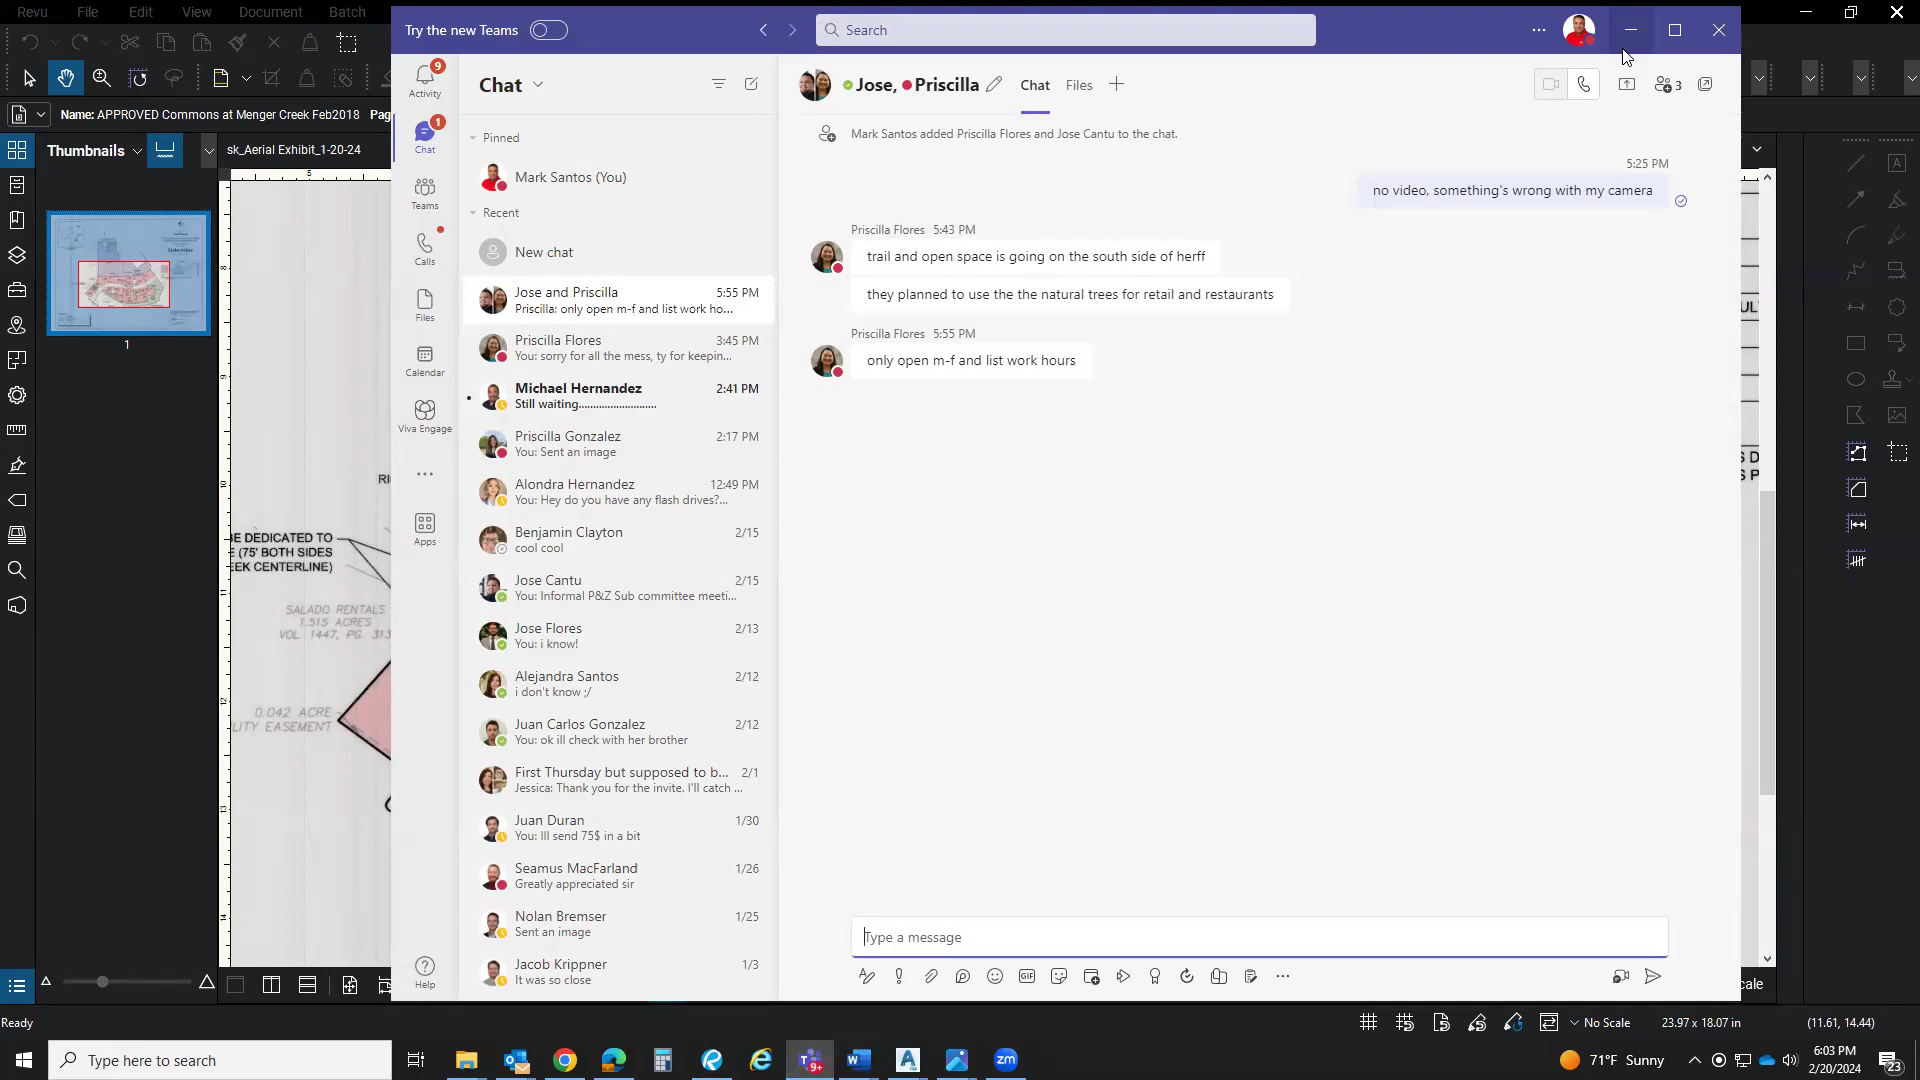 Revu File Edit View Document Batch
Name: APPROVED Commons at Menger Creek Feb2018 Pag
Thumbnails
sk_Aerial Exhibit_1-20-24
1
BE DEDICATED TO
E (75' BOTH SIDES
EEK CENTERLINE)
SALADO RENTALS
1.515 ACRES
VOL. 1447, PG. 313
0.042 ACRE
ILITY EASEMENT
Try the new Teams
Search
9
Activity
1
Chat
Teams
Calls
Files
Calendar
Viva Engage
Apps
Help
Chat
Pinned
Mark Santos (You)
Recent
New chat
Jose and Priscilla 5:55 PM
Priscilla: only open m-f and list work ho...
Priscilla Flores 3:45 PM
You: sorry for all the mess, ty for keepin...
Michael Hernandez 2:41 PM
Still waiting...........................
Priscilla Gonzalez 2:17 PM
You: Sent an image
Alondra Hernandez 12:49 PM
You: Hey do you have any flash drives?...
Benjamin Clayton 2/15
cool cool
Jose Cantu 2/15
You: Informal P&Z Sub committee meeti...
Jose Flores 2/13
You: i know!
Alejandra Santos 2/12
i don't know ;/
Juan Carlos Gonzalez 2/12
You: ok ill check with her brother
First Thursday but supposed to b... 2/1
Jessica: Thank you for the invite. I'll catch ...
Juan Duran 1/30
You: Ill send 75$ in a bit
Seamus MacFarland 1/26
Greatly appreciated sir
Nolan Bremser 1/25
Sent an image
Jacob Krippner 1/3
It was so close
Jose, Priscilla Chat Files 3
Mark Santos added Priscilla Flores and Jose Cantu to the chat.
5:25 PM
no video, something's wrong with my camera
Priscilla Flores 5:43 PM
trail and open space is going on the south side of herff
they planned to use the the natural trees for retail and restaurants
Priscilla Flores 5:55 PM
only open m-f and list work hours
Type a message
Ready
No Scale 23.97 x 18.07 in (11.61, 14.44)
Type here to search
9+
71°F Sunny
6:03 PM
2/20/2024
23